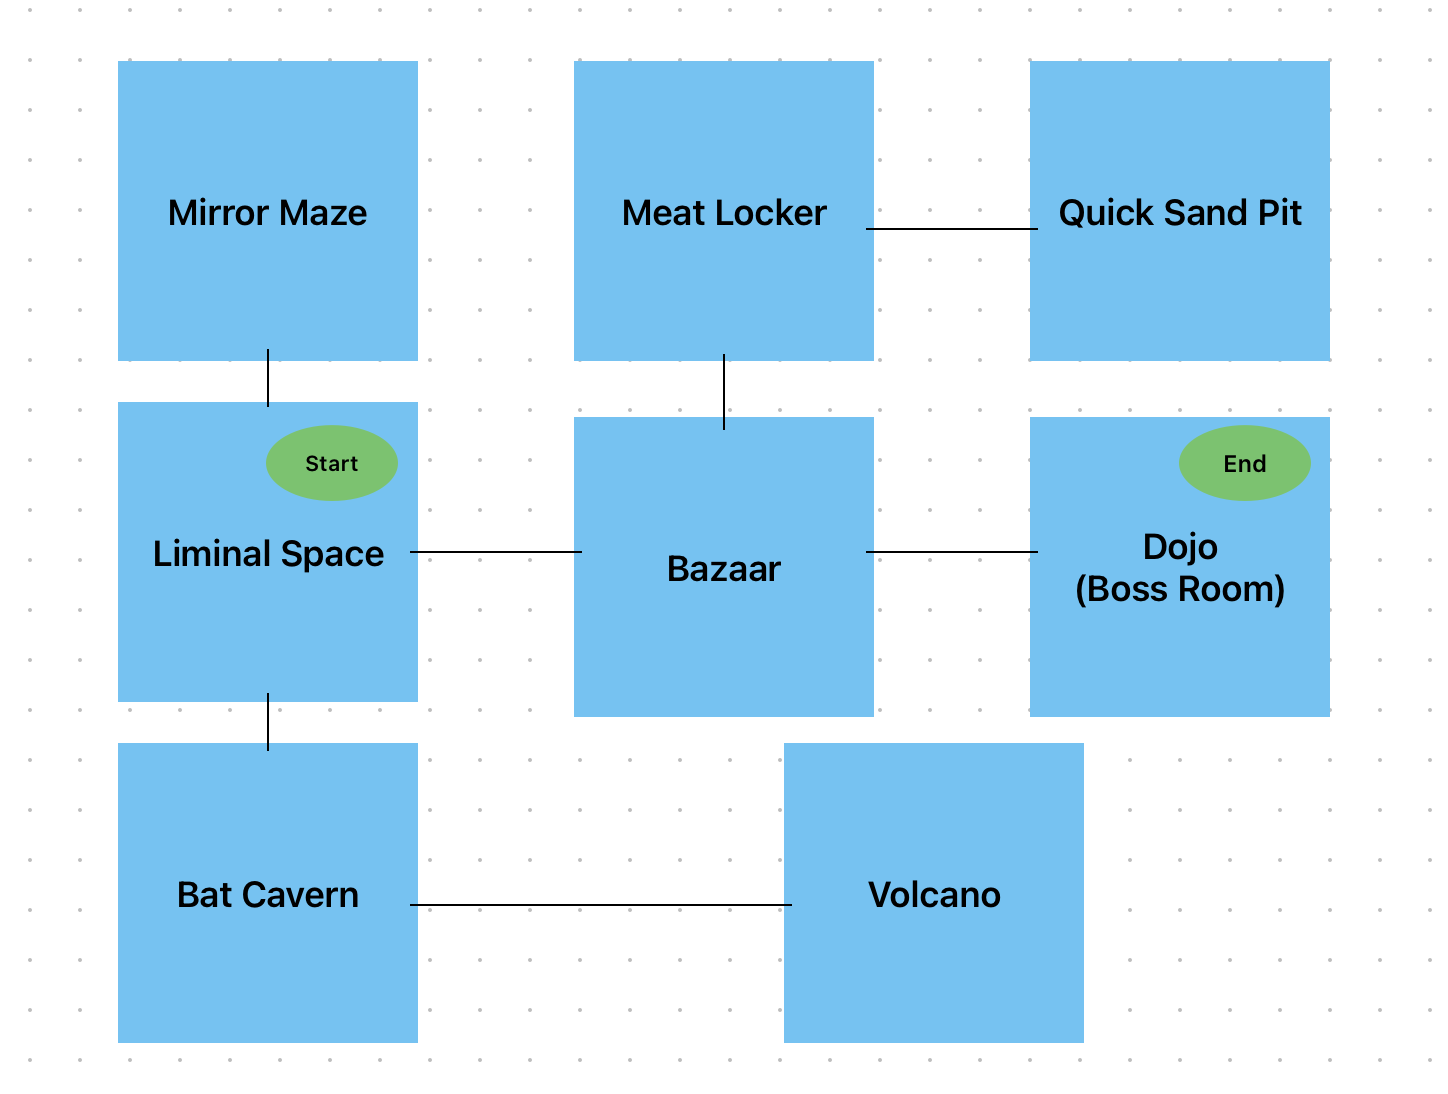 Mirror Maze
Meat Locker
Quick Sand Pit
Start
Liminal Space
Bazaar
End
Dojo
(Boss Room)
Bat Cavern
Volcano